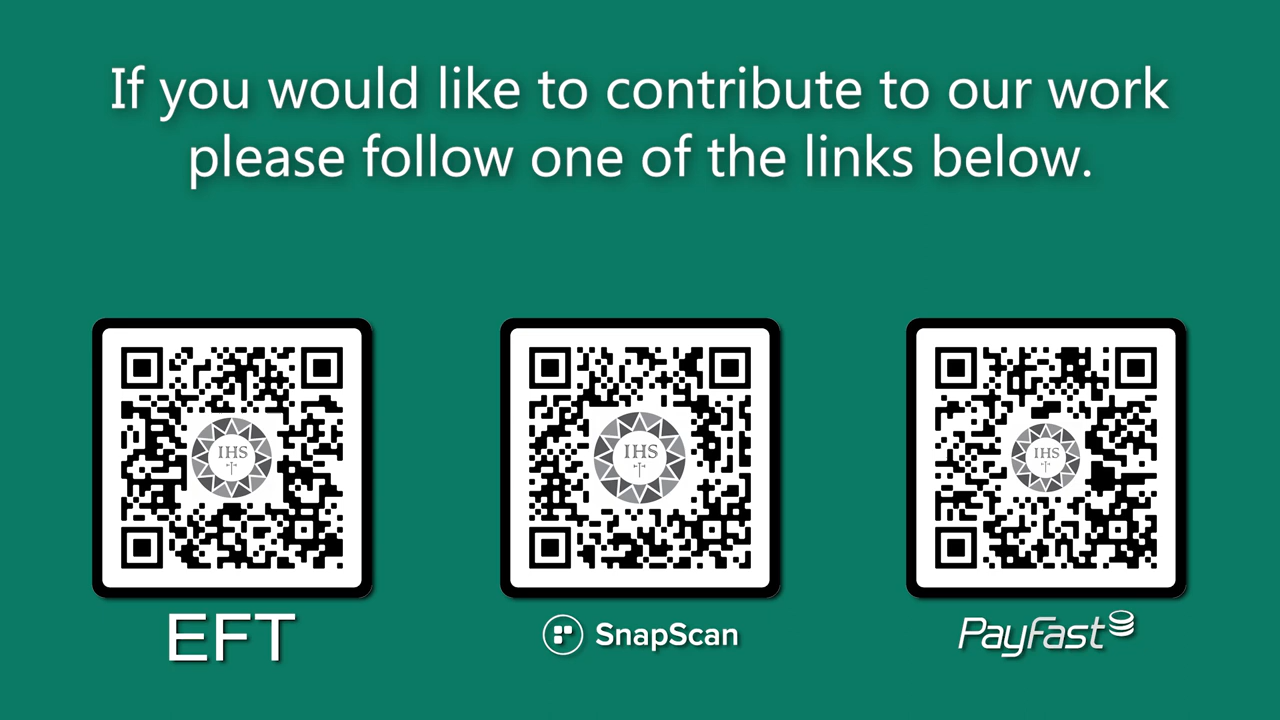 If you would like to contribute to our work
please follow one of the links below.
IHS
IHS
IHS
EFT
SnapScan
PayFast